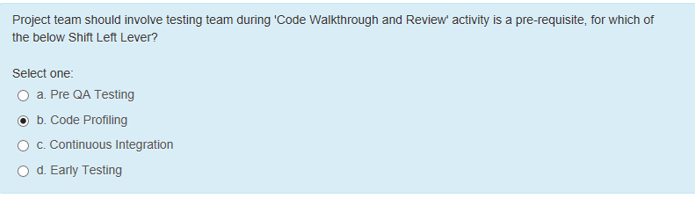 Project team should involve testing team during 'Code Walkthrough and Review' activity is a pre-requisite, for which of
the below Shift Left Lever?
Select one:
a. Pre QA Testing
b. Code Profiling
c. Continuous Integration
d. Early Testing